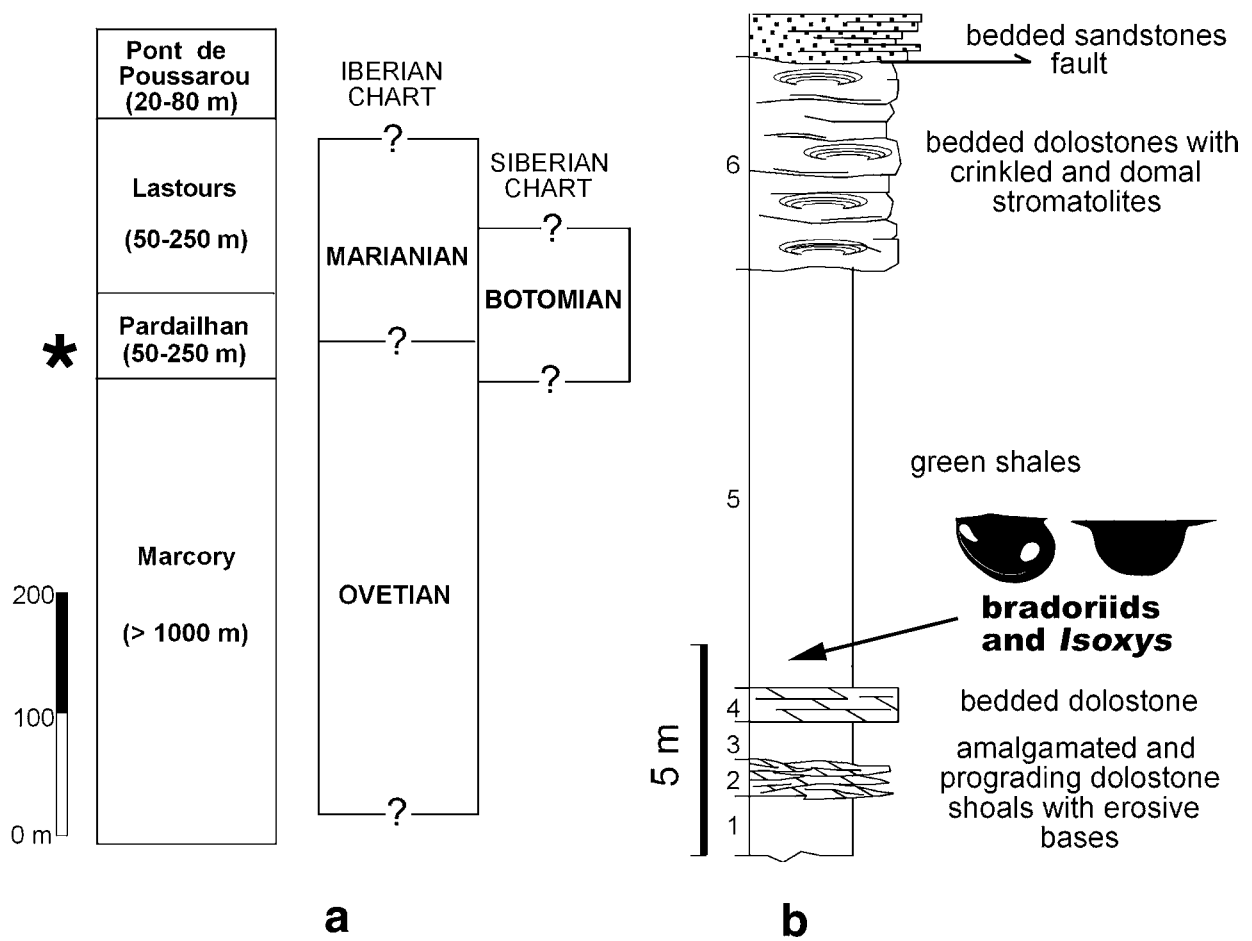 Pont de
Poussarou
(20-80 m)
Lastours
(50-250 m)
Pardailhan
(50-250 m)
*
Marcory
(> 1000 m)
200
100
0 m
IBERIAN
CHART
?
MARIANIAN
?
OVETIAN
?
SIBERIAN
CHART
?
BOTOMIAN
?
a
bedded sandstones
fault
6
bedded dolostones with
crinkled and domal
stromatolites
5
green shales
bradoriids
and Isoxys
5 m
4
bedded dolostone
3
2
1
amalgamated and
prograding dolostone
shoals with erosive
bases
b